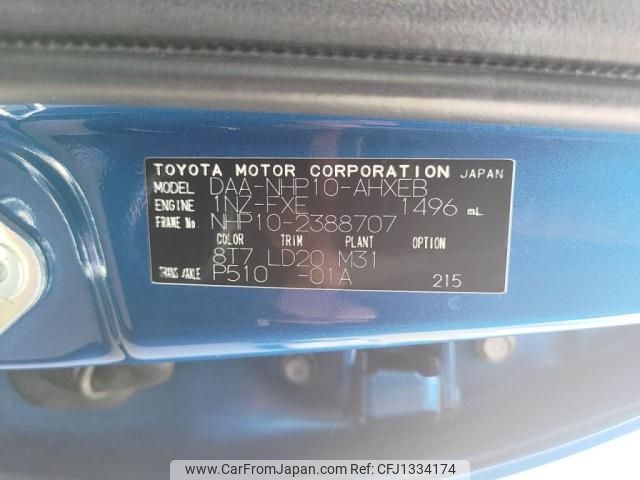 TOYOTA MOTOR CORPORATION JAPAN
MODEL DAA-NHP10-AHXEB
ENGINE 1NZ-FXE 1496 mL
FRAME No. NHP10-2388707
COLOR TRIM PLANT OPTION
8T7 LD20 M31
TRANS/AXLE P510 -01A 215
www.CarFromJapan.com - CFJ1334174